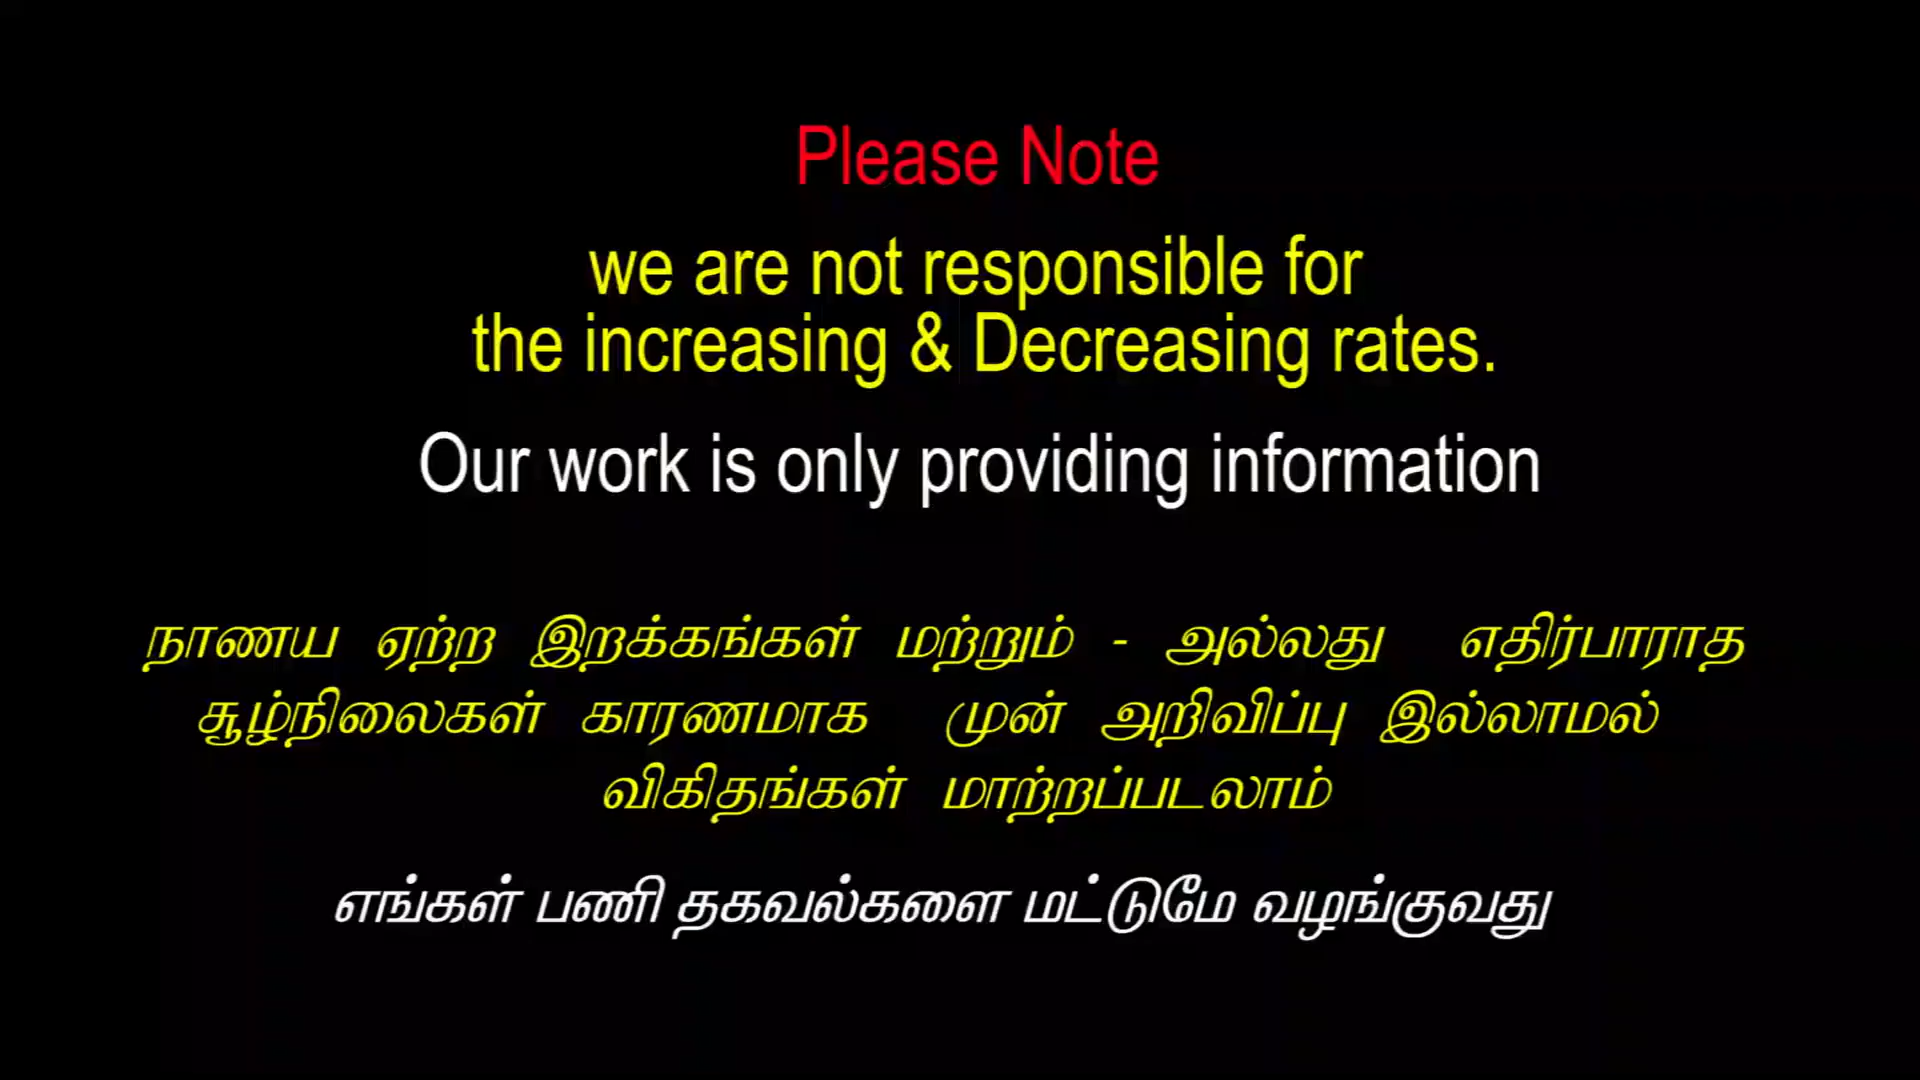 Please Note
we are not responsible for
the increasing & Decreasing rates.
Our work is only providing information
நாணய ஏற்ற இறக்கங்கள் மற்றும் - அல்லது எதிர்பாராத
சூழ்நிலைகள் காரணமாக முன் அறிவிப்பு இல்லாமல்
விகிதங்கள் மாற்றப்படலாம்
எங்கள் பணி தகவல்களை மட்டுமே வழங்குவது